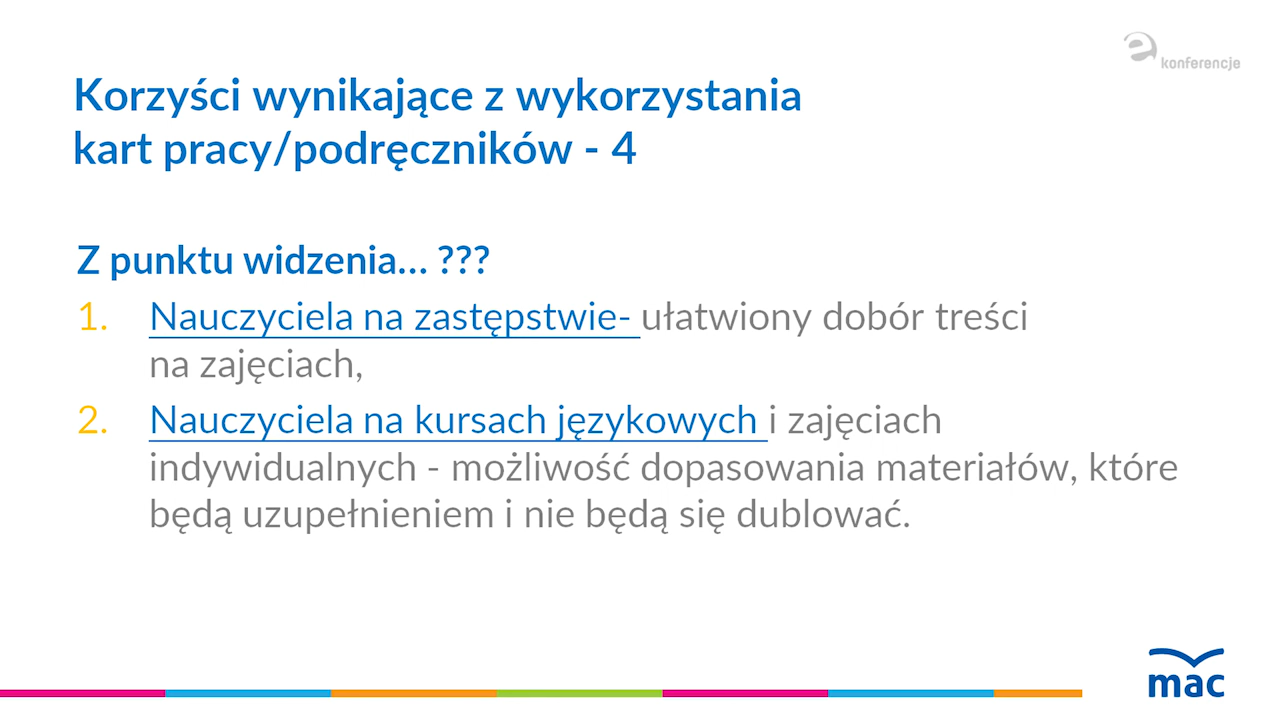 e konferencje
Korzyści wynikające z wykorzystania
kart pracy/podręczników - 4
Z punktu widzenia... ???
1. Nauczyciela na zastępstwie- ułatwiony dobór treści
na zajęciach,
2. Nauczyciela na kursach językowych i zajęciach
indywidualnych - możliwość dopasowania materiałów, które
będą uzupełnieniem i nie będą się dublować.
mac